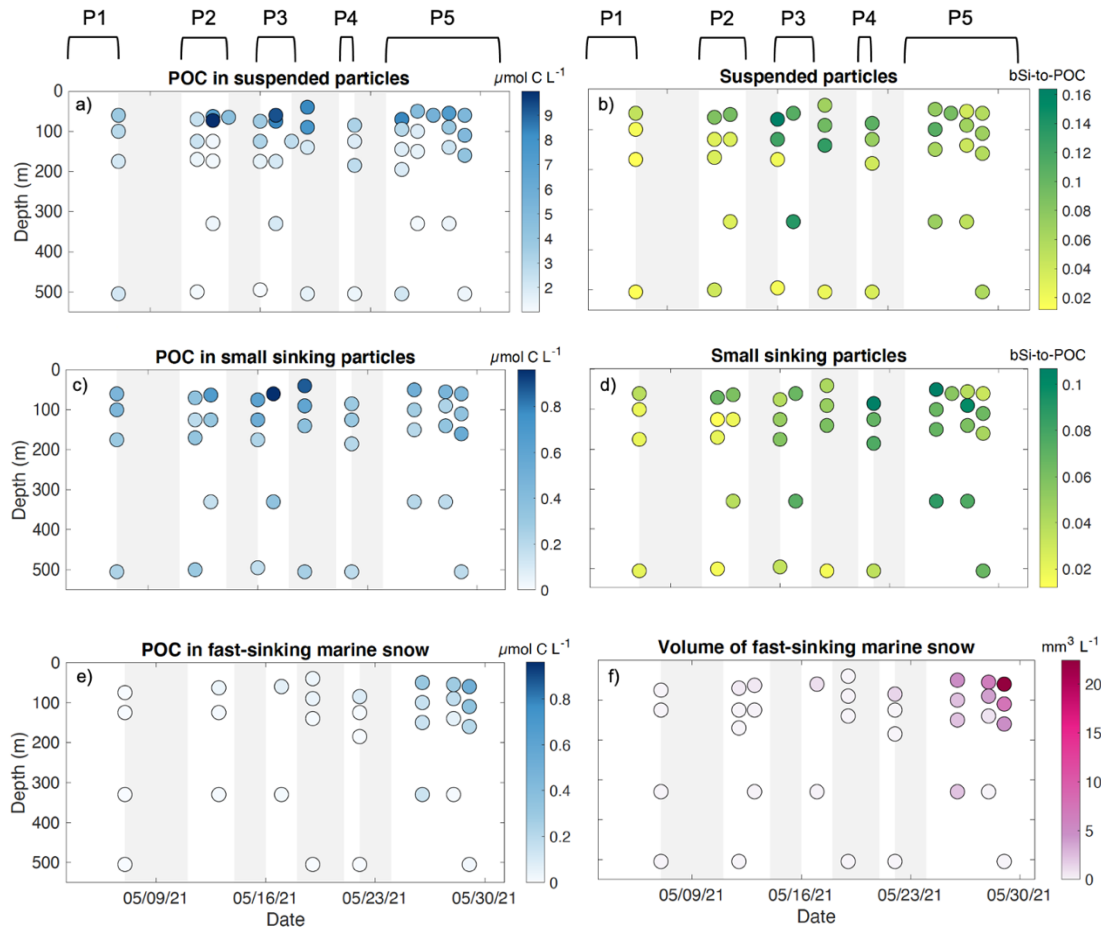 P1 P2 P3 P4 P5 P1 P2 P3 P4 P5
POC in suspended particles μmol C L⁻¹
a)
0
100
200
300
400
500
Depth (m)
9
8
7
6
5
4
3
2
Suspended particles bSi-to-POC
b)
0.16
0.14
0.12
0.10
0.08
0.06
0.04
0.02
POC in small sinking particles μmol C L⁻¹
c)
0
100
200
300
400
500
Depth (m)
0.8
0.6
0.4
0.2
0
Small sinking particles bSi-to-POC
d)
0.1
0.08
0.06
0.04
0.02
POC in fast-sinking marine snow μmol C L⁻¹
e)
0
100
200
300
400
500
Depth (m)
0.8
0.6
0.4
0.2
0
05/09/21 05/16/21 05/23/21 05/30/21
Date
Volume of fast-sinking marine snow mm³ L⁻¹
f)
20
15
10
5
0
05/09/21 05/16/21 05/23/21 05/30/21
Date